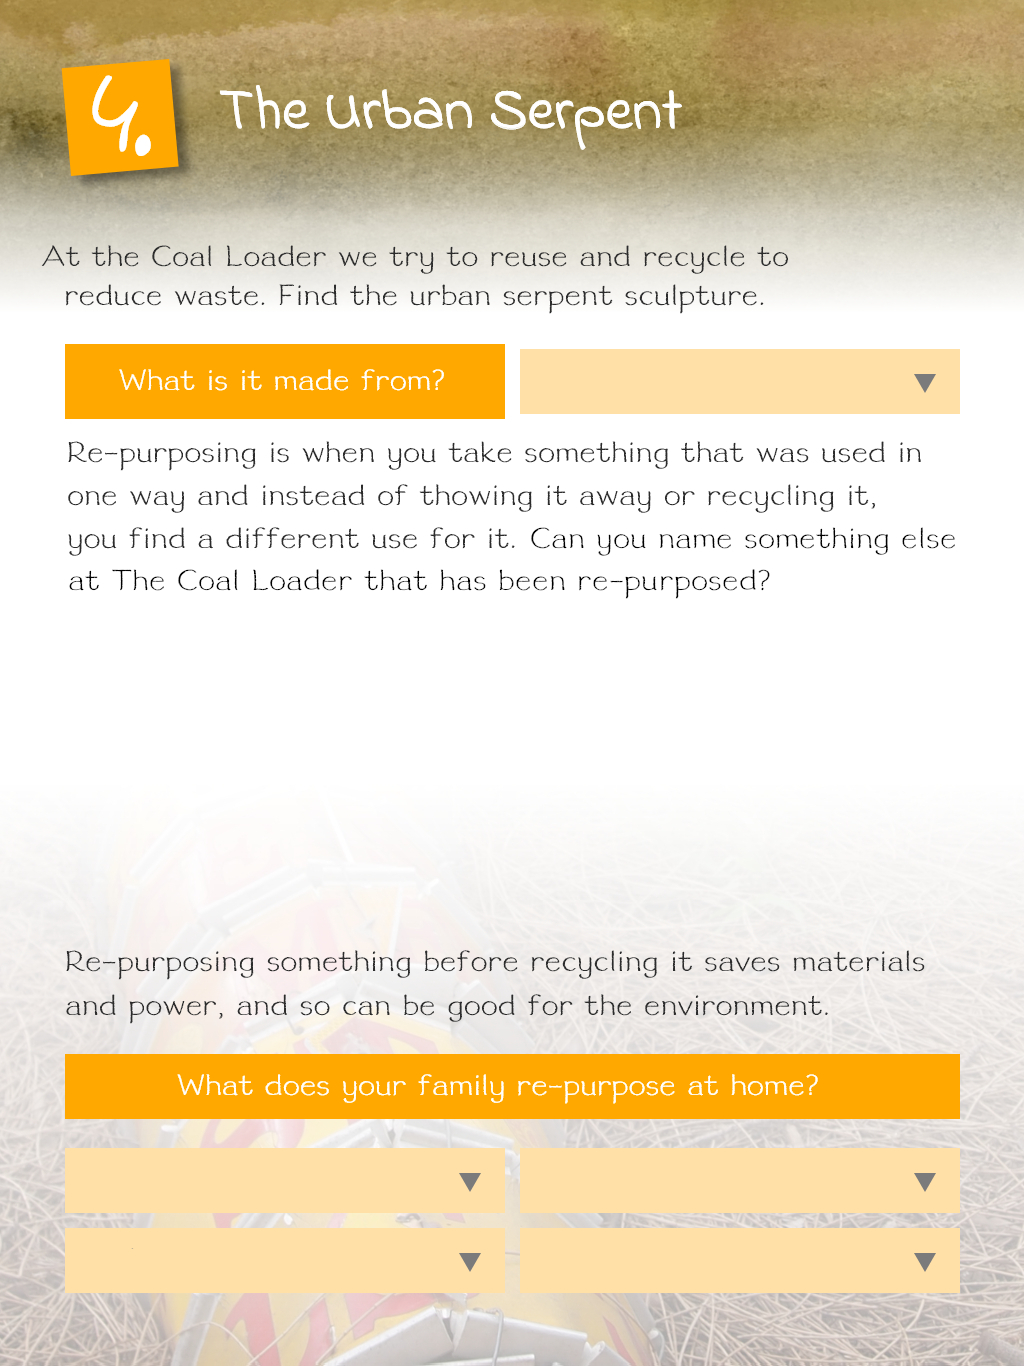 4.
The Urban Serpent
At the Coal Loader we try to reuse and recycle to
reduce waste. Find the urban serpent sculpture.
What is it made from?
Re-purposing is when you take something that was used in
one way and instead of thowing it away or recycling it,
you find a different use for it. Can you name something else
at The Coal Loader that has been re-purposed?
Re-purposing something before recycling it saves materials
and power, and so can be good for the environment.
What does your family re-purpose at home?